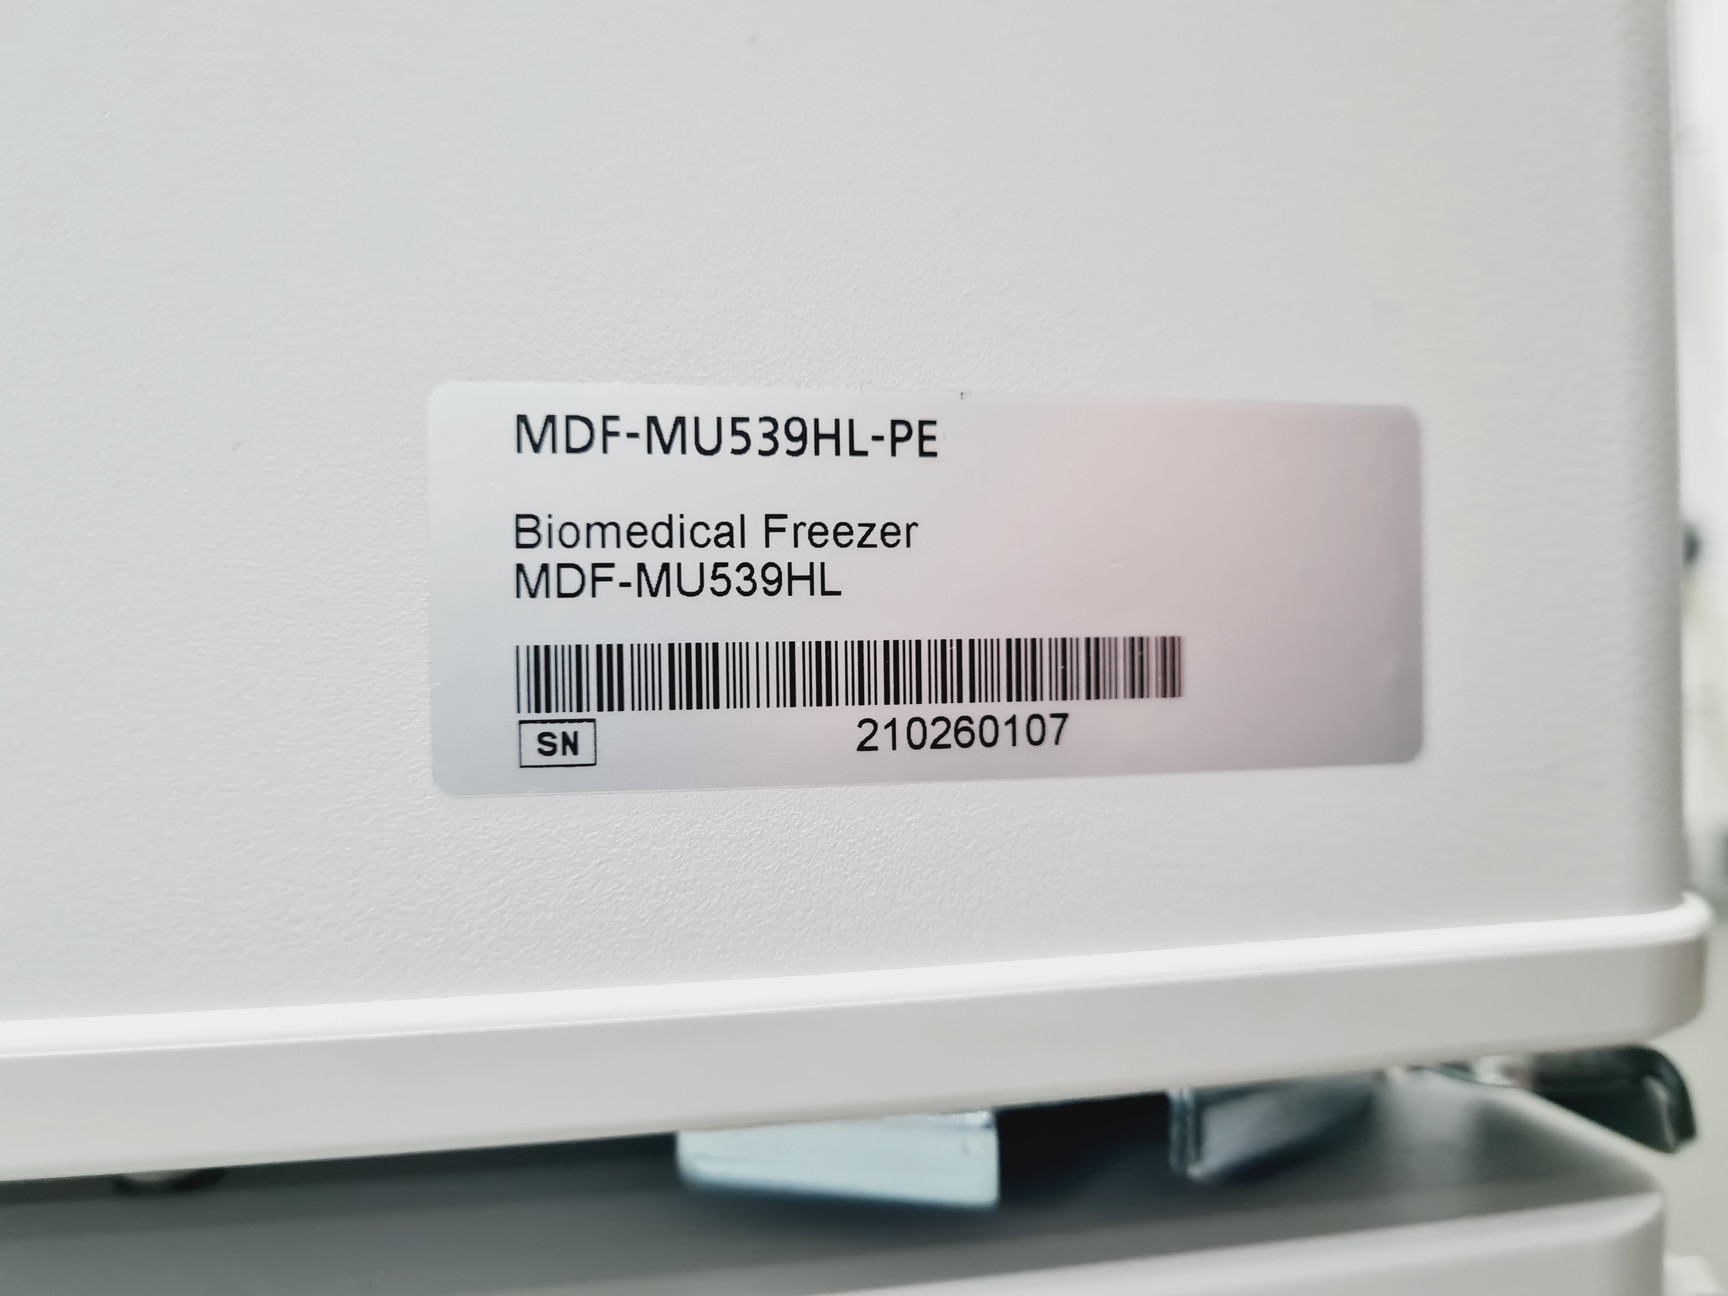 MDF-MU539HL-PE
Biomedical Freezer
MDF-MU539HL
SN 210260107